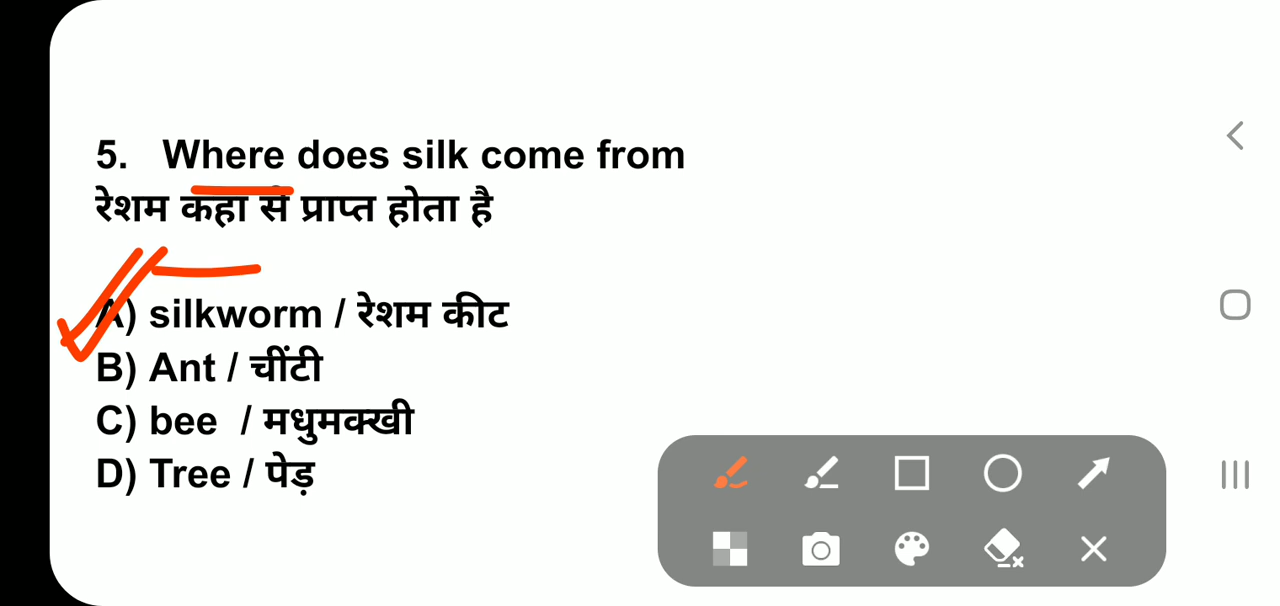 5. Where does silk come from
रेशम कहा से प्राप्त होता है
A) silkworm / रेशम कीट
B) Ant / चींटी
C) bee / मधुमक्खी
D) Tree / पेड़